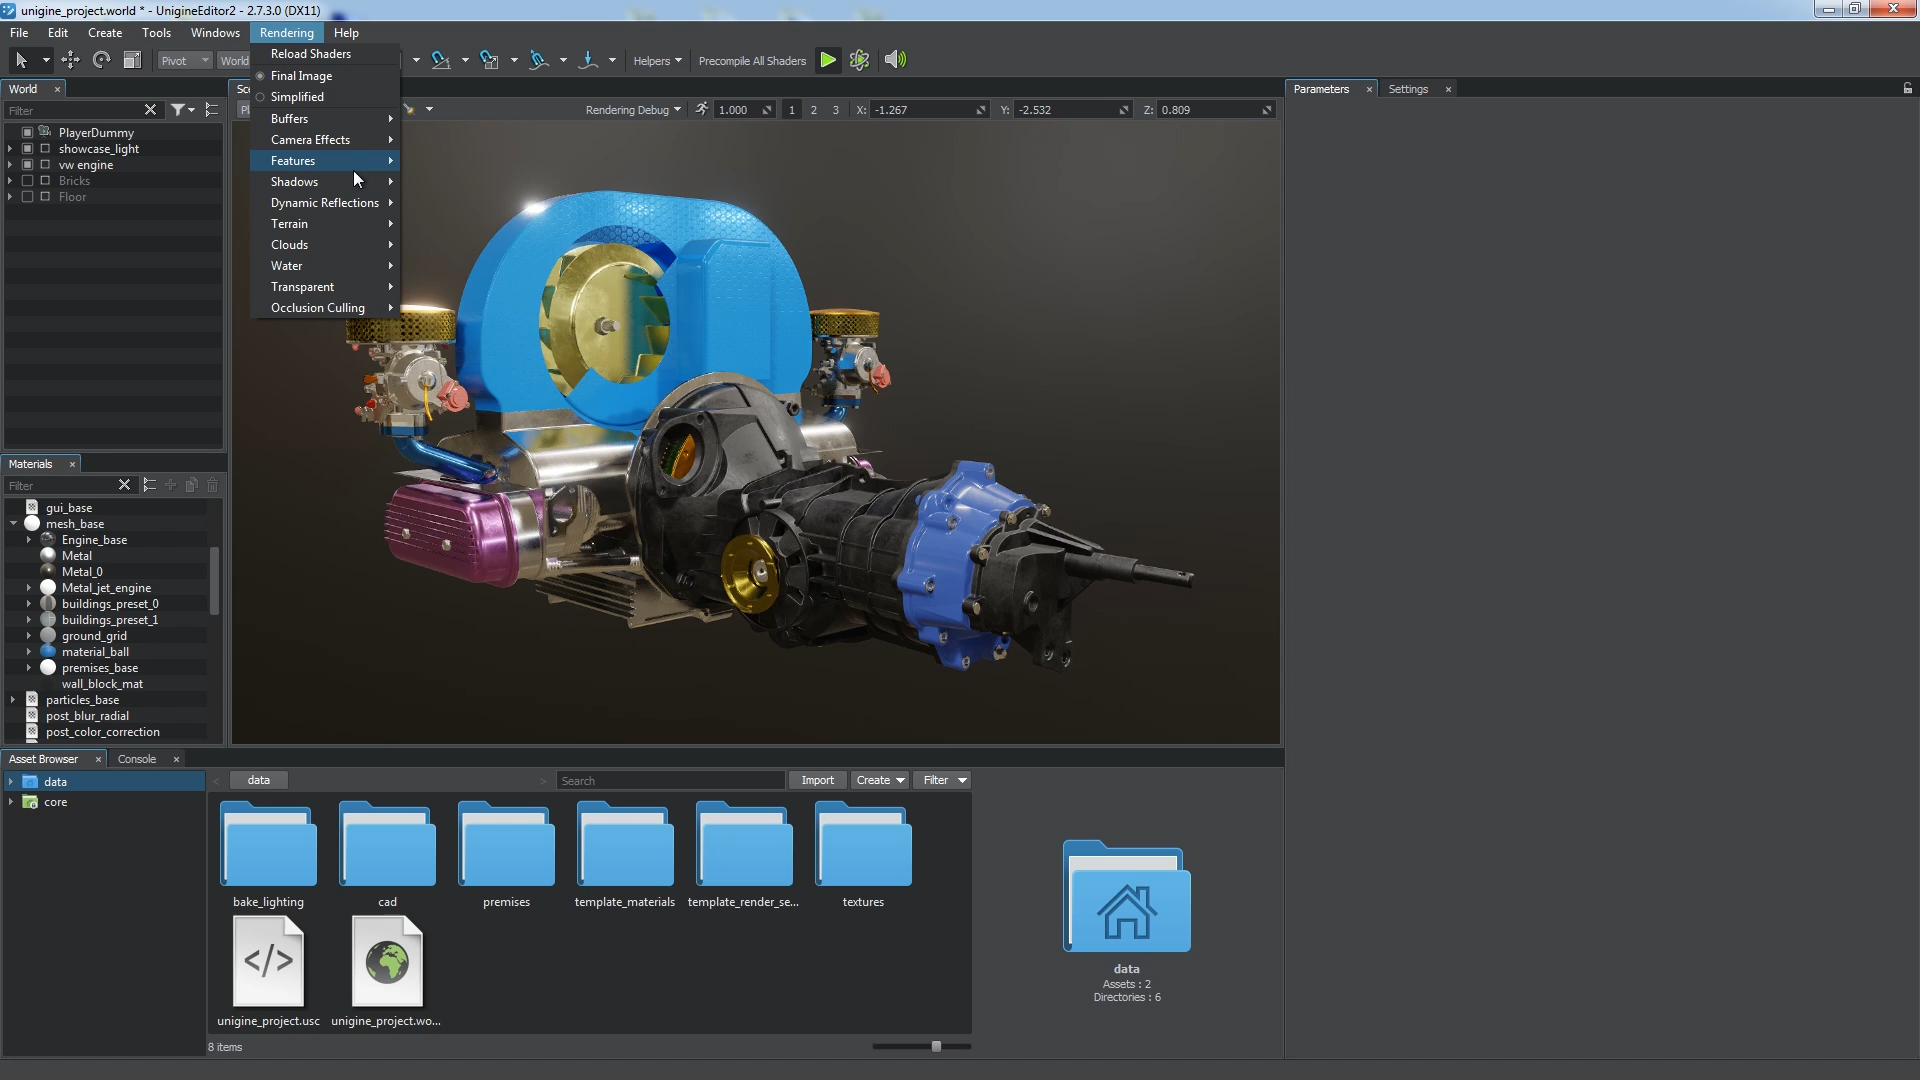 unigine_project.world * - UnigineEditor2 - 2.7.3.0 (DX11)
File Edit Create Tools Windows Rendering Help
Pivot World Helpers Precompile All Shaders
Reload Shaders
Final Image
Simplified
Buffers
Camera Effects
Features
Shadows
Dynamic Reflections
Terrain
Clouds
Water
Transparent
Occlusion Culling
World
Filter
PlayerDummy
showcase_light
vw engine
Bricks
Floor
Rendering Debug 1.000 1 2 3 X: -1.267 Y: -2.532 Z: 0.809
Parameters Settings
Materials
Filter
gui_base
mesh_base
Engine_base
Metal
Metal_0
Metal_jet_engine
buildings_preset_0
buildings_preset_1
ground_grid
material_ball
premises_base
wall_block_mat
particles_base
post_blur_radial
post_color_correction
Asset Browser Console
data
core
data Search Import Create Filter
bake_lighting cad premises template_materials template_render_se... textures
unigine_project.usc unigine_project.wo...
8 items
data
Assets : 2
Directories : 6